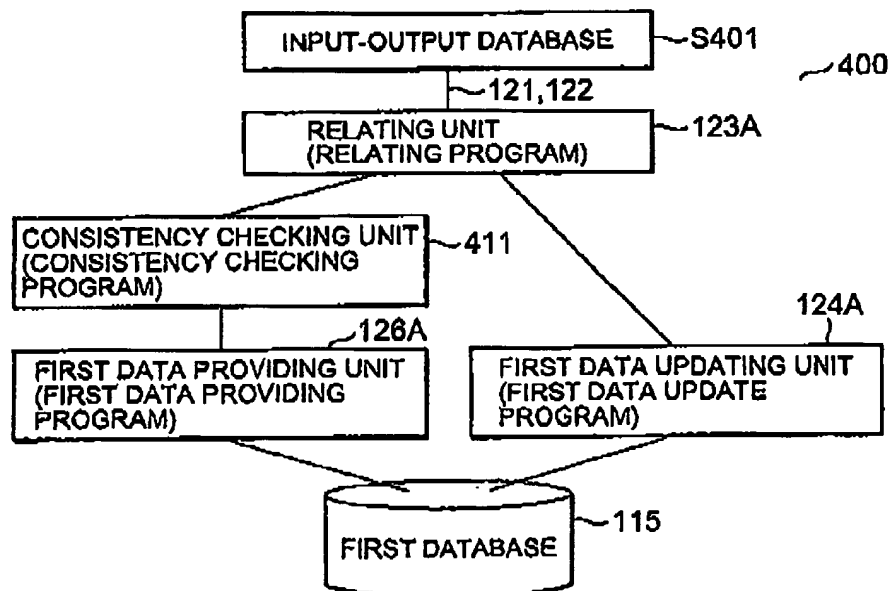 INPUT-OUTPUT DATABASE
S401
400
121,122
RELATING UNIT
(RELATING PROGRAM)
123A
CONSISTENCY CHECKING UNIT
(CONSISTENCY CHECKING
PROGRAM)
411
126A
FIRST DATA PROVIDING UNIT
(FIRST DATA PROVIDING
PROGRAM)
124A
FIRST DATA UPDATING UNIT
(FIRST DATA UPDATE
PROGRAM)
FIRST DATABASE
115